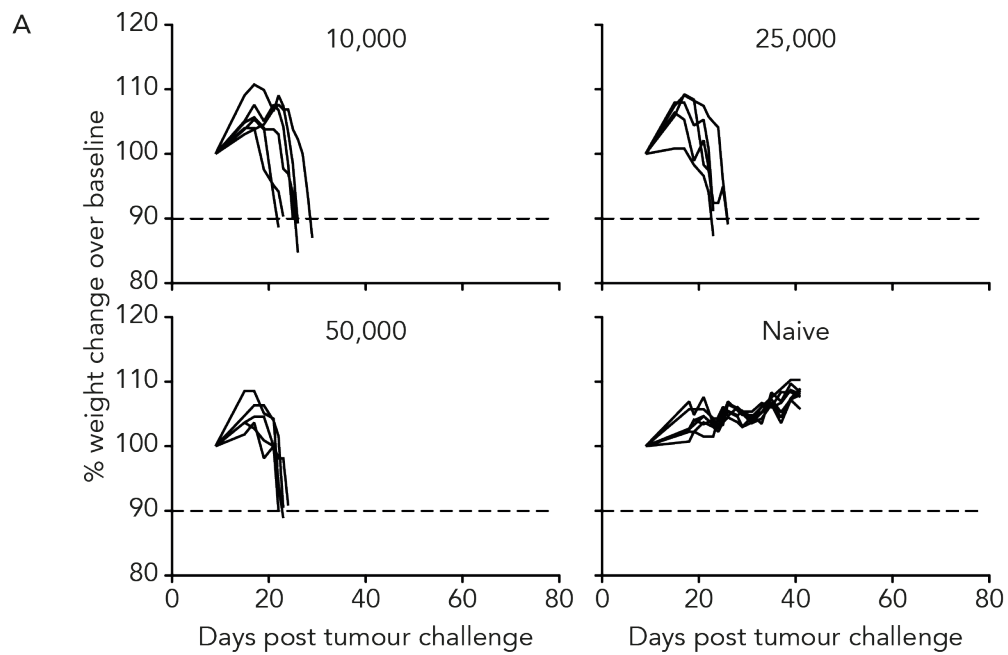 A
% weight change over baseline
10,000
120
110
100
90
80
25,000
50,000
120
110
100
90
80
0 20 40 60 80
Days post tumour challenge
Naive
0 20 40 60 80
Days post tumour challenge